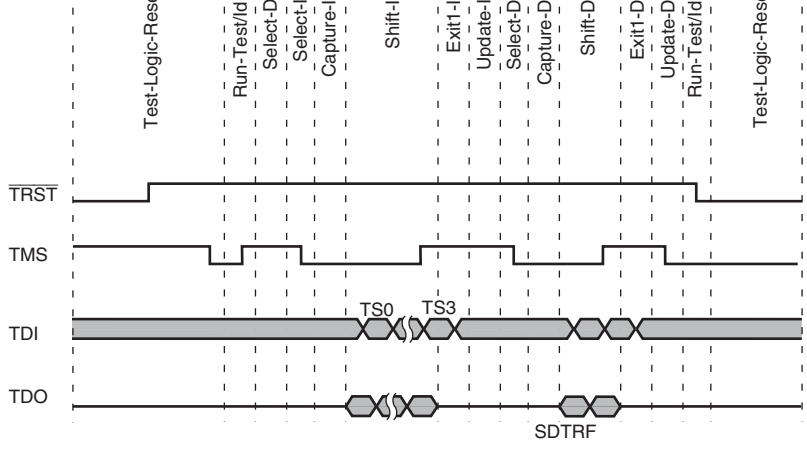 Test-Logic-Rese
Run-Test/Id
Select-D
Select-I
Capture-I
Shift-I
Exit1-I
Update-I
Select-D
Capture-D
Shift-D
Exit1-D
Update-D
Run-Test/Id
Test-Logic-Rese
TRST
TMS
TS0 TS3
TDI
TDO
SDTRF